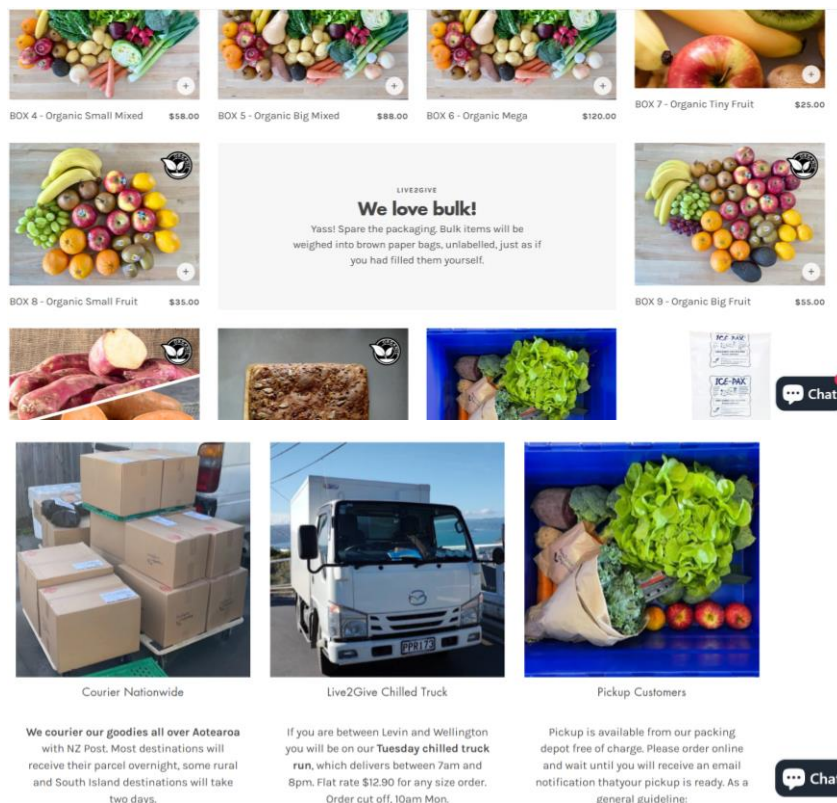 BOX 4 - Organic Small Mixed $58.00
BOX 5 - Organic Big Mixed $88.00
BOX 6 - Organic Mega $120.00
BOX 7 - Organic Tiny Fruit $25.00
LIVE2GIVE
We love bulk!
Yass! Spare the packaging. Bulk items will be
weighed into brown paper bags, unlabelled, just as if
you had filled them yourself.
BOX 8 - Organic Small Fruit $35.00
BOX 9 - Organic Big Fruit $55.00
ICE-PAX
ICE-PAX
Chat
PPR173
Courier Nationwide
Live2Give Chilled Truck
Pickup Customers
We courier our goodies all over Aotearoa
with NZ Post. Most destinations will
receive their parcel overnight, some rural
and South Island destinations will take
two days.
If you are between Levin and Wellington
you will be on our Tuesday chilled truck
run, which delivers between 7am and
8pm. Flat rate $12.90 for any size order.
Order cut off, 10am Mon.
Pickup is available from our packing
depot free of charge. Please order online
and wait until you will receive an email
notification thatyour pickup is ready. As a
general guideline:
Chat